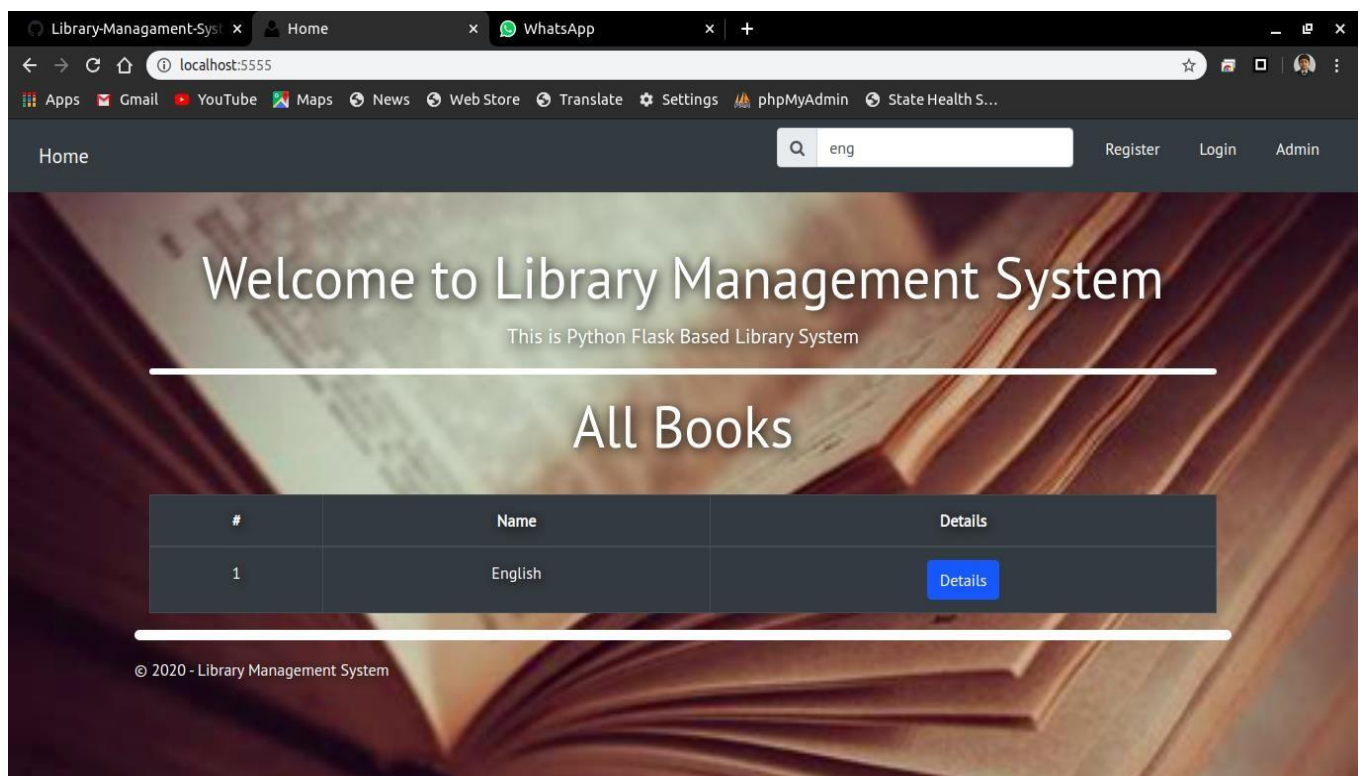 Library-Managament-Syst Home WhatsApp
localhost:5555
Apps Gmail YouTube Maps News Web Store Translate Settings phpMyAdmin State Health S...
Home eng Register Login Admin
Welcome to Library Management System
This is Python Flask Based Library System
All Books
# Name Details
1 English Details
© 2020 - Library Management System